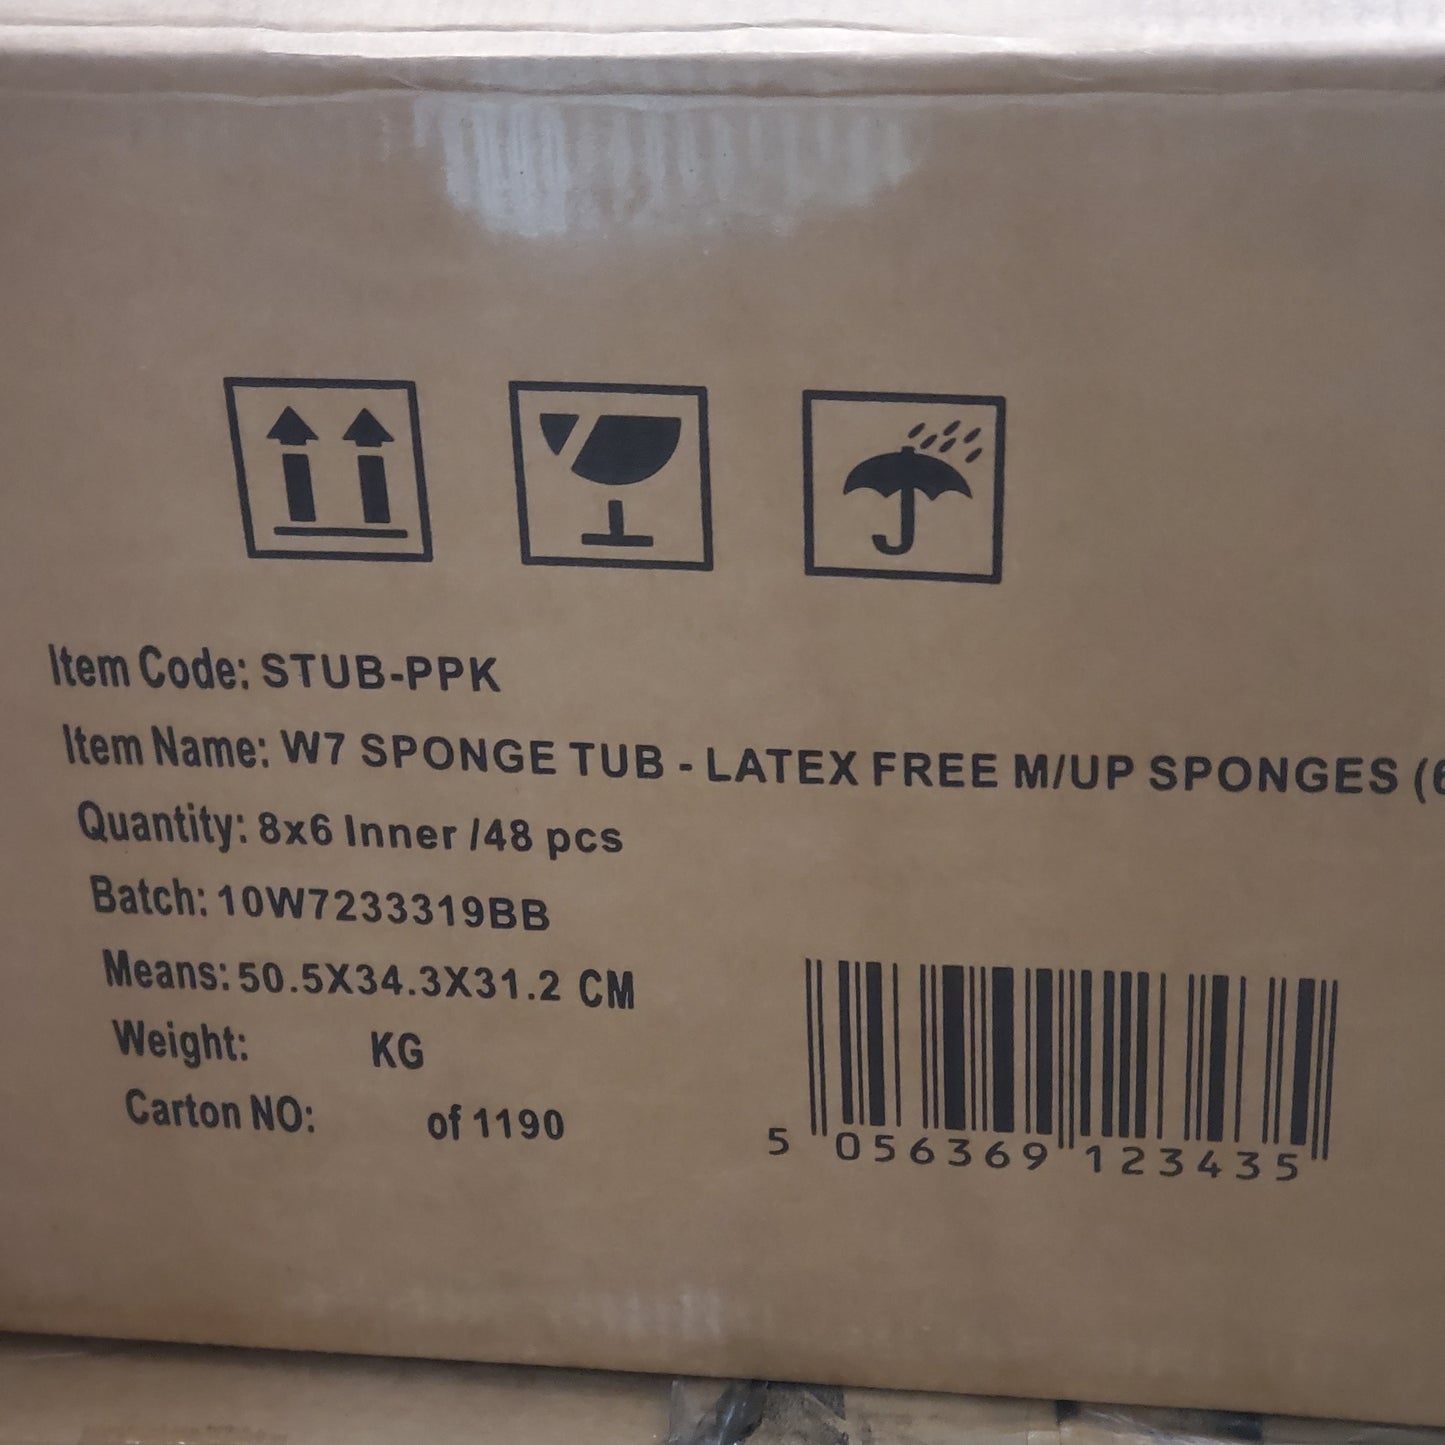 Item Code: STUB-PPK
Item Name: W7 SPONGE TUB - LATEX FREE M/UP SPONGES (6
Quantity: 8x6 Inner /48 pcs
Batch: 10W7233319BB
Means: 50.5X34.3X31.2 CM
Weight: KG
Carton NO: of 1190
5 056369 123435